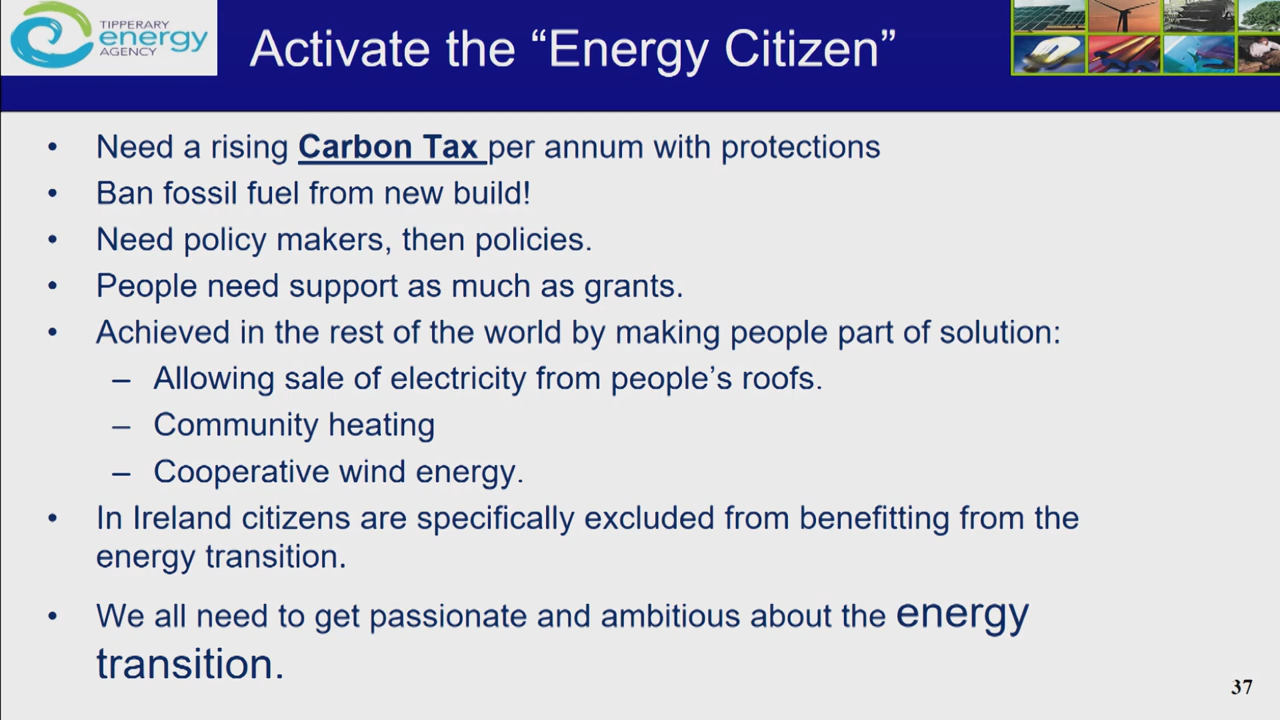 TIPPERARY
energy
AGENCY
Activate the “Energy Citizen”
• Need a rising Carbon Tax per annum with protections
• Ban fossil fuel from new build!
• Need policy makers, then policies.
• People need support as much as grants.
• Achieved in the rest of the world by making people part of solution:
– Allowing sale of electricity from people’s roofs.
– Community heating
– Cooperative wind energy.
• In Ireland citizens are specifically excluded from benefitting from the
energy transition.
• We all need to get passionate and ambitious about the energy
transition.
37